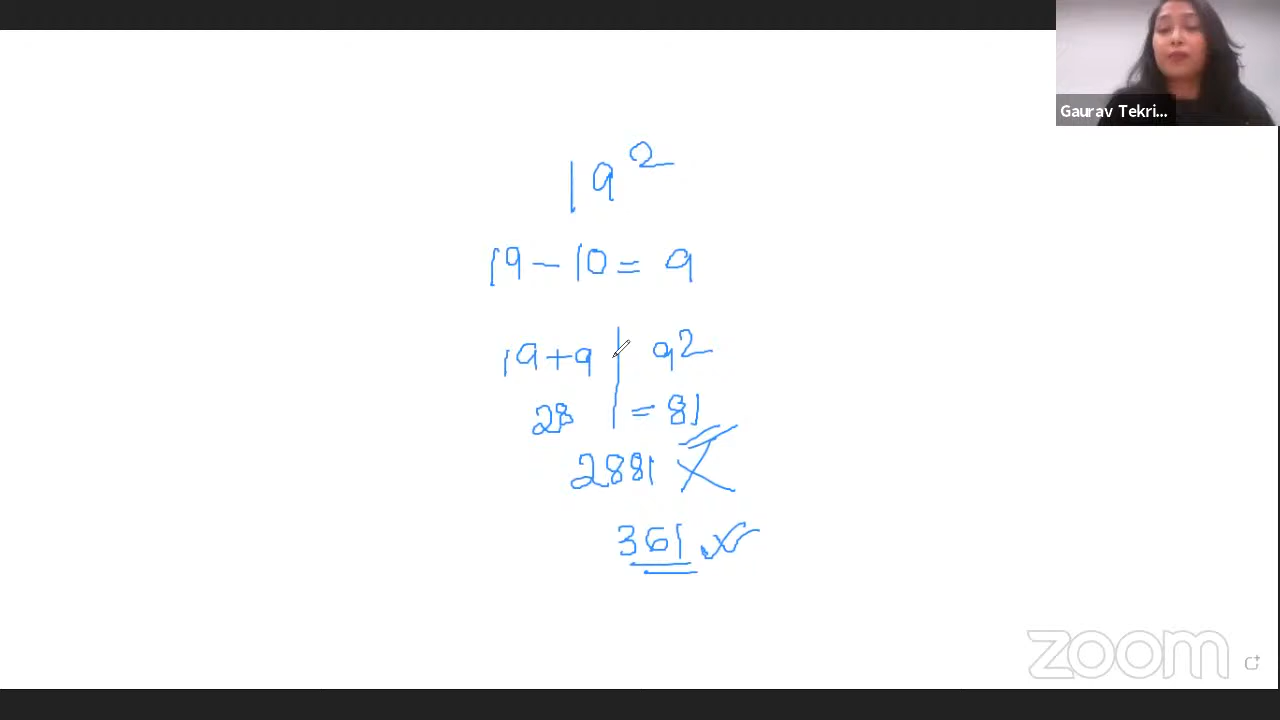 Gaurav Tekri...
19²
19 - 10 = 9
19+9 | 9²
28 | = 81
2881 X
361 ✓
zoom